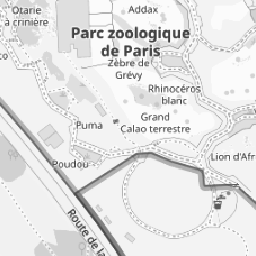 Otarie
à crinière
Addax
Parc zoologique
de Paris
Zèbre de
Grévy
Rhinocéros
blanc
Puma
Grand
Calao terrestre
Poudou
Lion d'Afr
Route de la